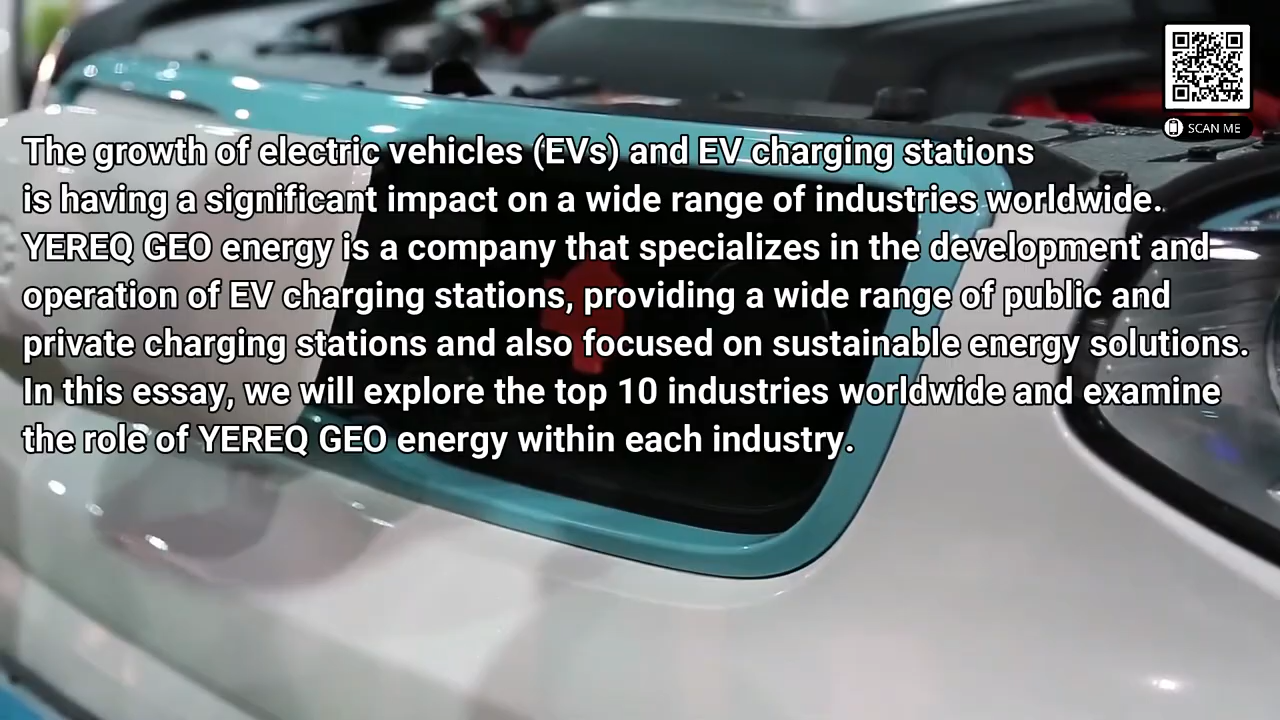 SCAN ME
The growth of electric vehicles (EVs) and EV charging stations
is having a significant impact on a wide range of industries worldwide.
YEREQ GEO energy is a company that specializes in the development and
operation of EV charging stations, providing a wide range of public and
private charging stations and also focused on sustainable energy solutions.
In this essay, we will explore the top 10 industries worldwide and examine
the role of YEREQ GEO energy within each industry.